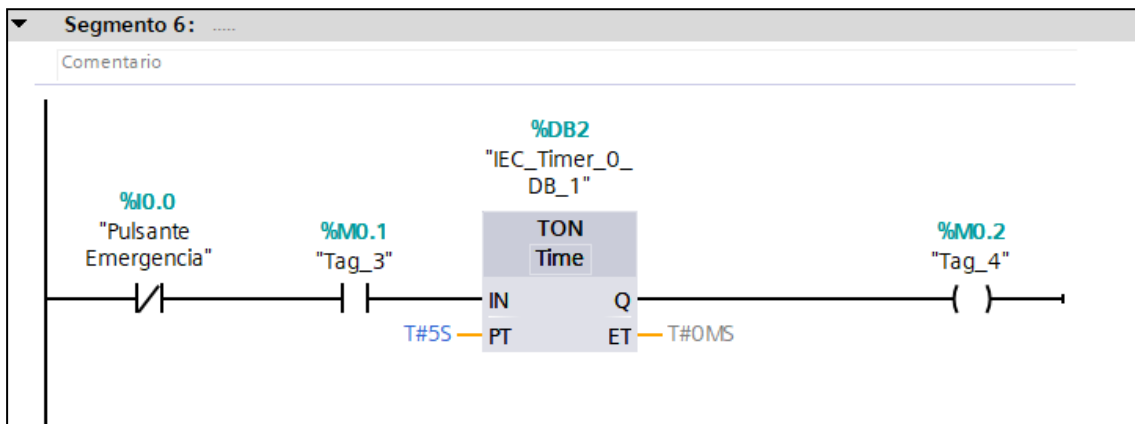 Segmento 6: .....
Comentario
%DB2
"IEC_Timer_0_
DB_1"
%I0.0
"Pulsante
Emergencia"
%M0.1
"Tag_3"
TON
Time
%M0.2
"Tag_4"
IN
Q
T#5S
PT
ET
T#0MS